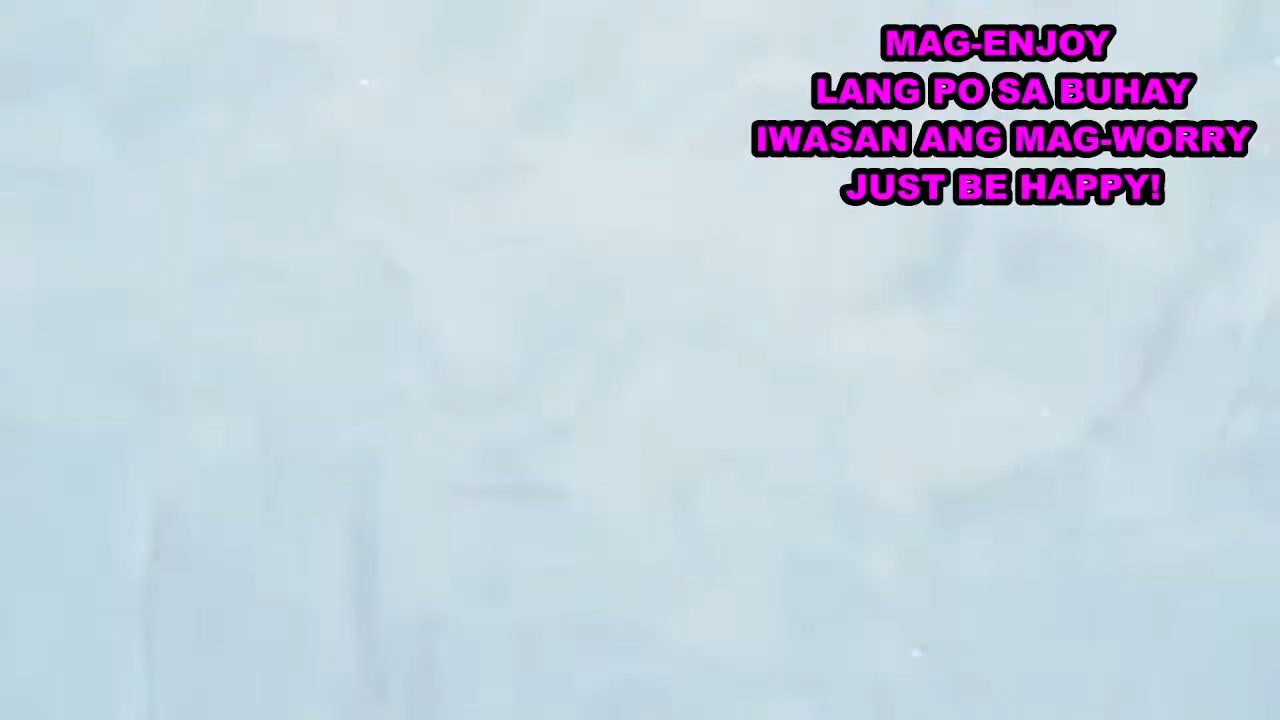 MAG-ENJOY
LANG PO SA BUHAY
IWASAN ANG MAG-WORRY
JUST BE HAPPY!